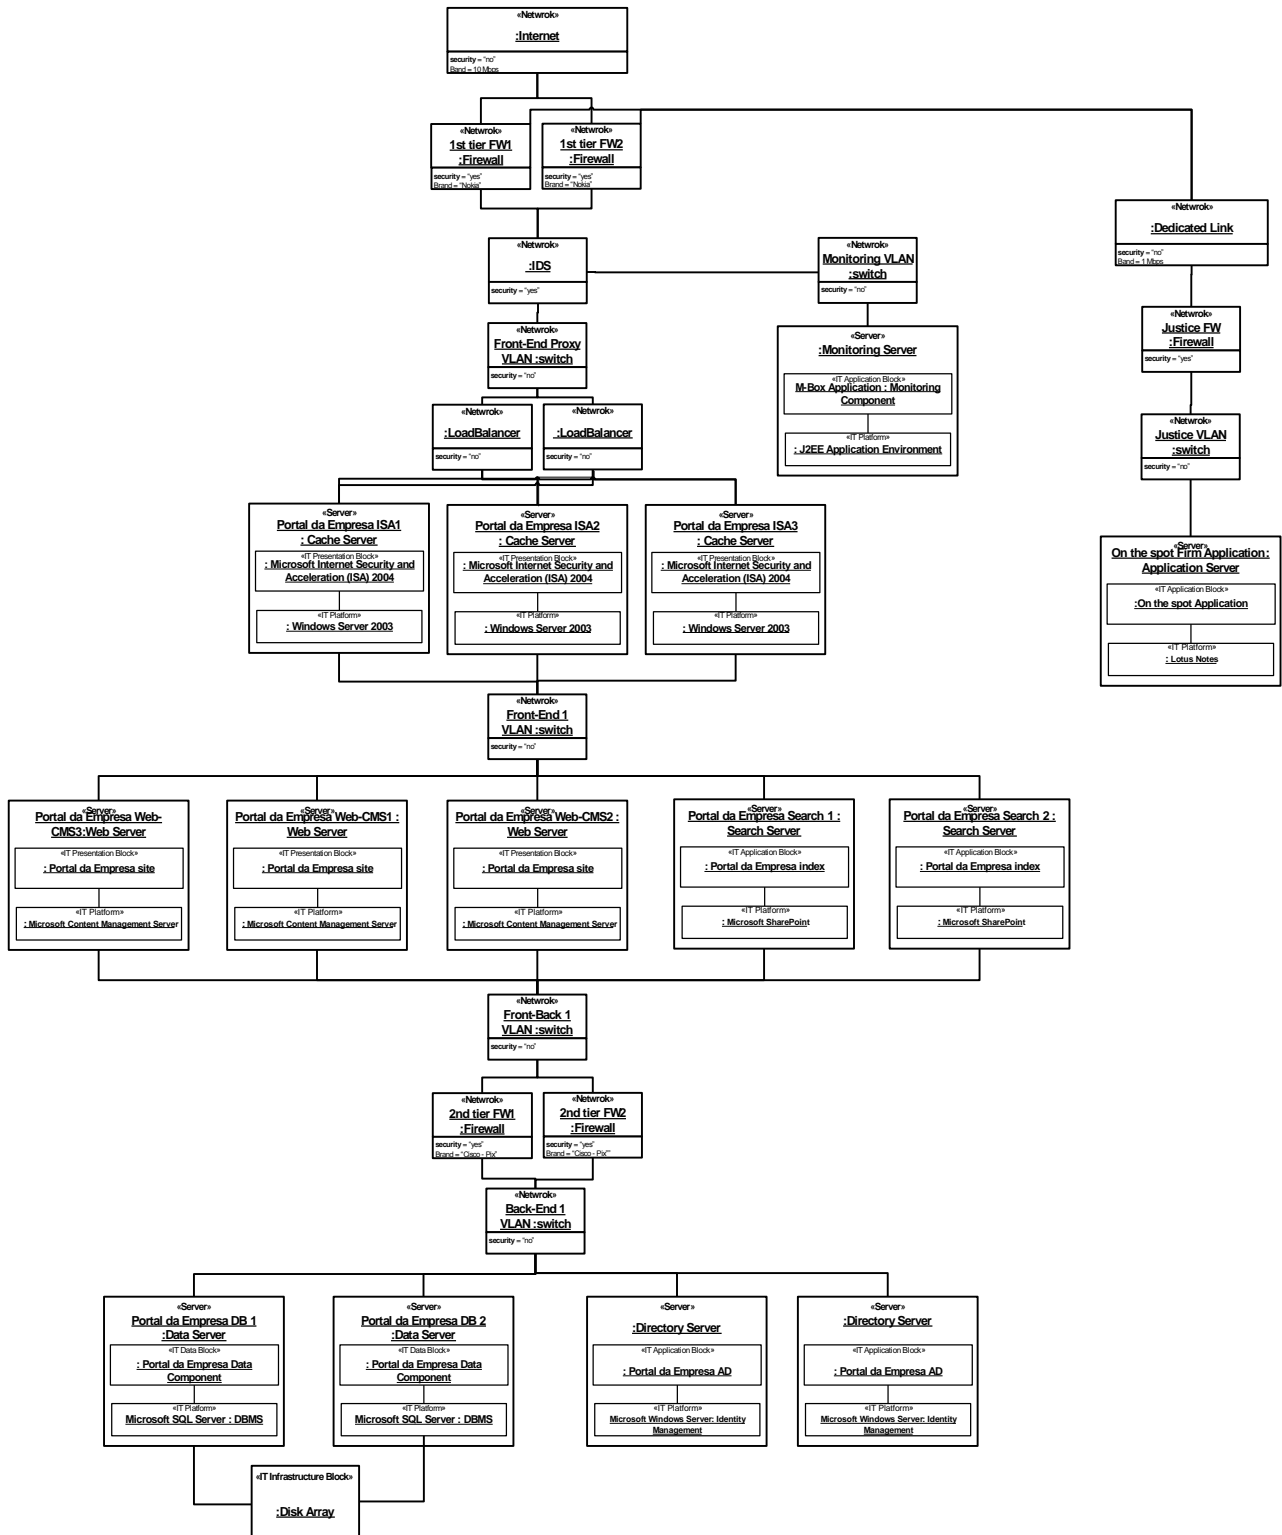 «Netwrok»
:Internet
security = "no"
Band = 10 Mbps
«Netwrok»
1st tier FW1
:Firewall
security = "yes"
Brand = "Nokia"
«Netwrok»
1st tier FW2
:Firewall
security = "yes"
Brand = "Nokia"
«Netwrok»
:Dedicated Link
security = "no"
Band = 1 Mbps
«Netwrok»
:IDS
security = "yes"
«Netwrok»
Monitoring VLAN
:switch
security = "no"
«Netwrok»
Justice FW
:Firewall
security = "yes"
«Netwrok»
Front-End Proxy
VLAN :switch
security = "no"
«Server»
:Monitoring Server
«IT Application Block»
M-Box Application : Monitoring
Component
«IT Platform»
: J2EE Application Environment
«Netwrok»
:LoadBalancer
security = "no"
«Netwrok»
:LoadBalancer
security = "no"
«Netwrok»
Justice VLAN
:switch
security = "no"
«Server»
Portal da Empresa ISA1
: Cache Server
«IT Presentation Block»
: Microsoft Internet Security and
Acceleration (ISA) 2004
«IT Platform»
: Windows Server 2003
«Server»
Portal da Empresa ISA2
: Cache Server
«IT Presentation Block»
: Microsoft Internet Security and
Acceleration (ISA) 2004
«IT Platform»
: Windows Server 2003
«Server»
Portal da Empresa ISA3
: Cache Server
«IT Presentation Block»
: Microsoft Internet Security and
Acceleration (ISA) 2004
«IT Platform»
: Windows Server 2003
«Server»
On the spot Firm Application:
Application Server
«IT Application Block»
:On the spot Application
«IT Platform»
: Lotus Notes
«Netwrok»
Front-End 1
VLAN :switch
security = "no"
«Server»
Portal da Empresa Web-
CMS3:Web Server
«IT Presentation Block»
: Portal da Empresa site
«IT Platform»
: Microsoft Content Management Server
«Server»
Portal da Empresa Web-CMS1 :
Web Server
«IT Presentation Block»
: Portal da Empresa site
«IT Platform»
: Microsoft Content Management Server
«Server»
Portal da Empresa Web-CMS2 :
Web Server
«IT Presentation Block»
: Portal da Empresa site
«IT Platform»
: Microsoft Content Management Server
«Server»
Portal da Empresa Search 1 :
Search Server
«IT Application Block»
: Portal da Empresa index
«IT Platform»
: Microsoft SharePoint
«Server»
Portal da Empresa Search 2 :
Search Server
«IT Application Block»
: Portal da Empresa index
«IT Platform»
: Microsoft SharePoint
«Netwrok»
Front-Back 1
VLAN :switch
security = "no"
«Netwrok»
2nd tier FW1
:Firewall
security = "yes"
Brand = "Cisco - Pix"
«Netwrok»
2nd tier FW2
:Firewall
security = "yes"
Brand = "Cisco - Pix""
«Netwrok»
Back-End 1
VLAN :switch
security = "no"
«Server»
Portal da Empresa DB 1
:Data Server
«IT Data Block»
: Portal da Empresa Data
Component
«IT Platform»
Microsoft SQL Server : DBMS
«Server»
Portal da Empresa DB 2
:Data Server
«IT Data Block»
: Portal da Empresa Data
Component
«IT Platform»
Microsoft SQL Server : DBMS
«Server»
:Directory Server
«IT Application Block»
: Portal da Empresa AD
«IT Platform»
Microsoft Windows Server: Identity
Management
«Server»
:Directory Server
«IT Application Block»
: Portal da Empresa AD
«IT Platform»
Microsoft Windows Server: Identity
Management
«IT Infrastructure Block»
:Disk Array